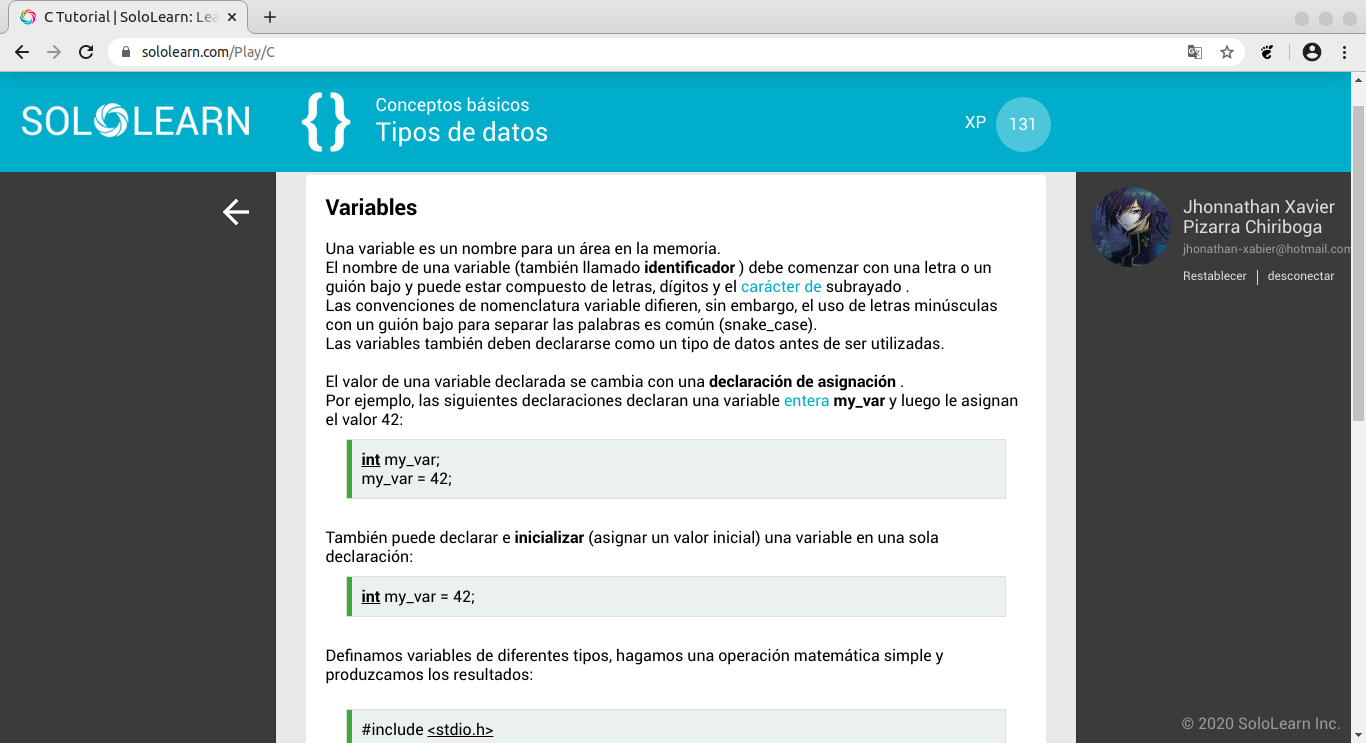 C Tutorial | SoloLearn: Lea
sololearn.com/Play/C
SOLOLEARN
{ }
Conceptos básicos
Tipos de datos
XP 131
Jhonnathan Xavier
Pizarra Chiriboga
jhonathan-xabier@hotmail.com
Restablecer | desconectar
Variables
Una variable es un nombre para un área en la memoria.
El nombre de una variable (también llamado identificador ) debe comenzar con una letra o un
guión bajo y puede estar compuesto de letras, dígitos y el carácter de subrayado .
Las convenciones de nomenclatura variable difieren, sin embargo, el uso de letras minúsculas
con un guión bajo para separar las palabras es común (snake_case).
Las variables también deben declararse como un tipo de datos antes de ser utilizadas.
El valor de una variable declarada se cambia con una declaración de asignación .
Por ejemplo, las siguientes declaraciones declaran una variable entera my_var y luego le asignan
el valor 42:
int my_var;
my_var = 42;
También puede declarar e inicializar (asignar un valor inicial) una variable en una sola
declaración:
int my_var = 42;
Definamos variables de diferentes tipos, hagamos una operación matemática simple y
produzcamos los resultados:
#include <stdio.h>
© 2020 SoloLearn Inc.